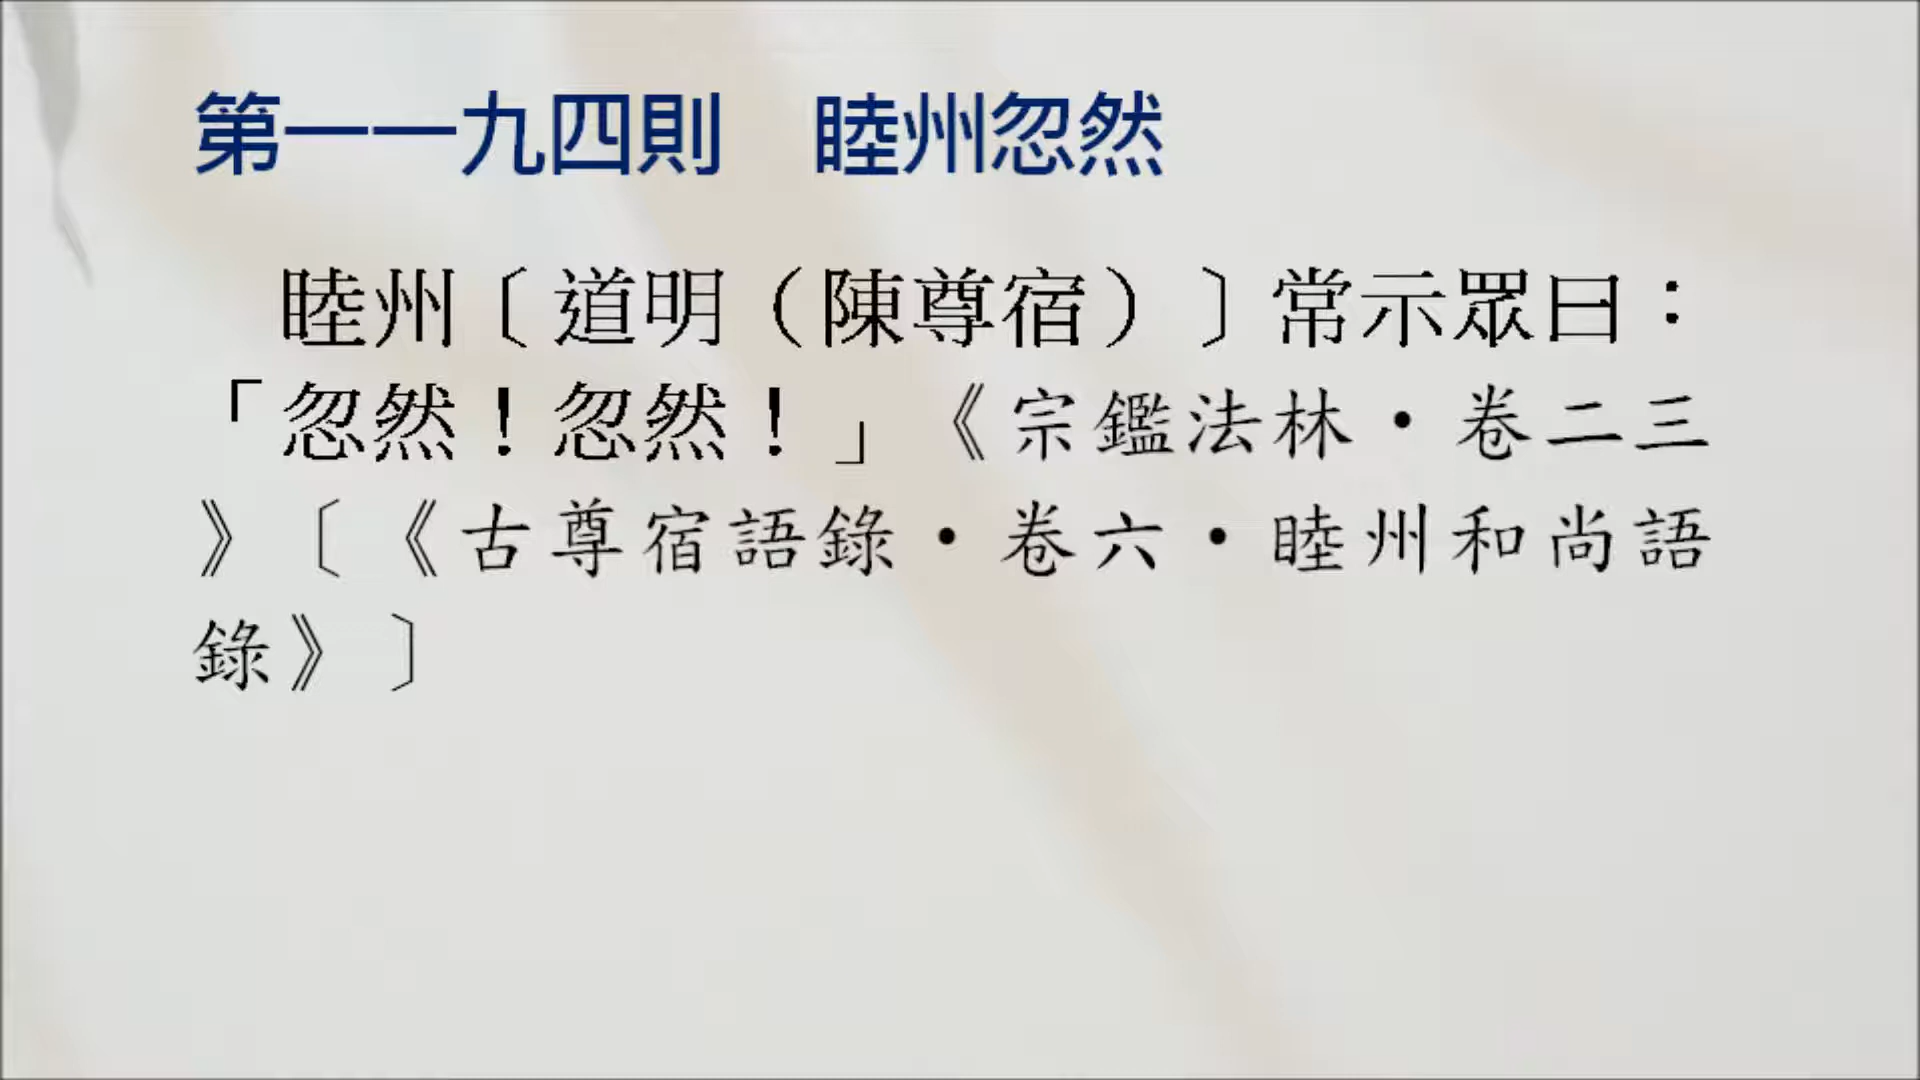 第一一九四則　睦州忽然
睦州〔道明（陳尊宿）〕常示眾曰：
「忽然！忽然！」《宗鑑法林·卷二三
》〔《古尊宿語錄·卷六·睦州和尚語
錄》〕